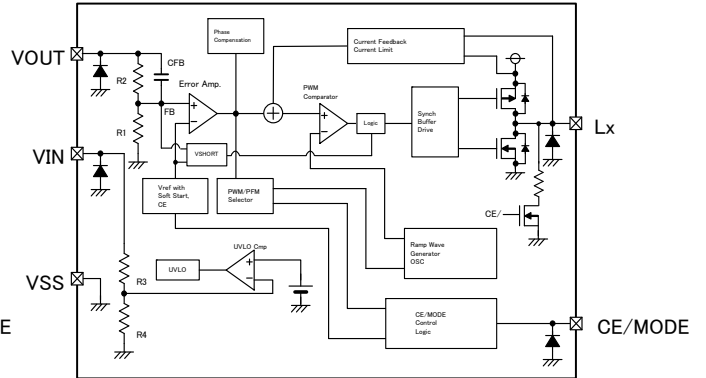 VOUT
VIN
VSS
E
Phase
Compensation
Current Feedback
Current Limit
CFB
R2
Error Amp.
FB
R1
PWM
Comparator
Logic
Synch
Buffer
Drive
Lx
VSHORT
Vref with
Soft Start,
CE
PWM/PFM
Selector
CE/
Ramp Wave
Generator
OSC
UVLO Cmp
UVLO
R3
R4
CE/MODE
Control
Logic
CE/MODE